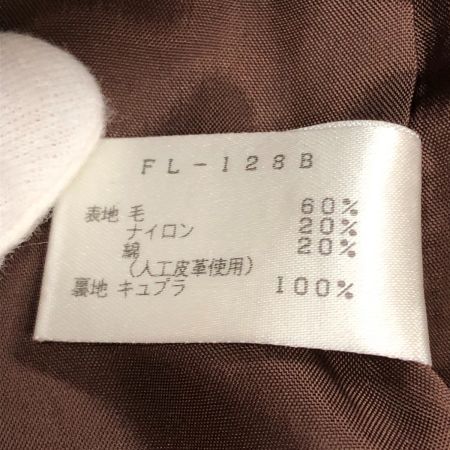 FL-128B
表地 毛 60%
ナイロン 20%
綿 20%
(人工皮革使用)
裏地 キュプラ 100%